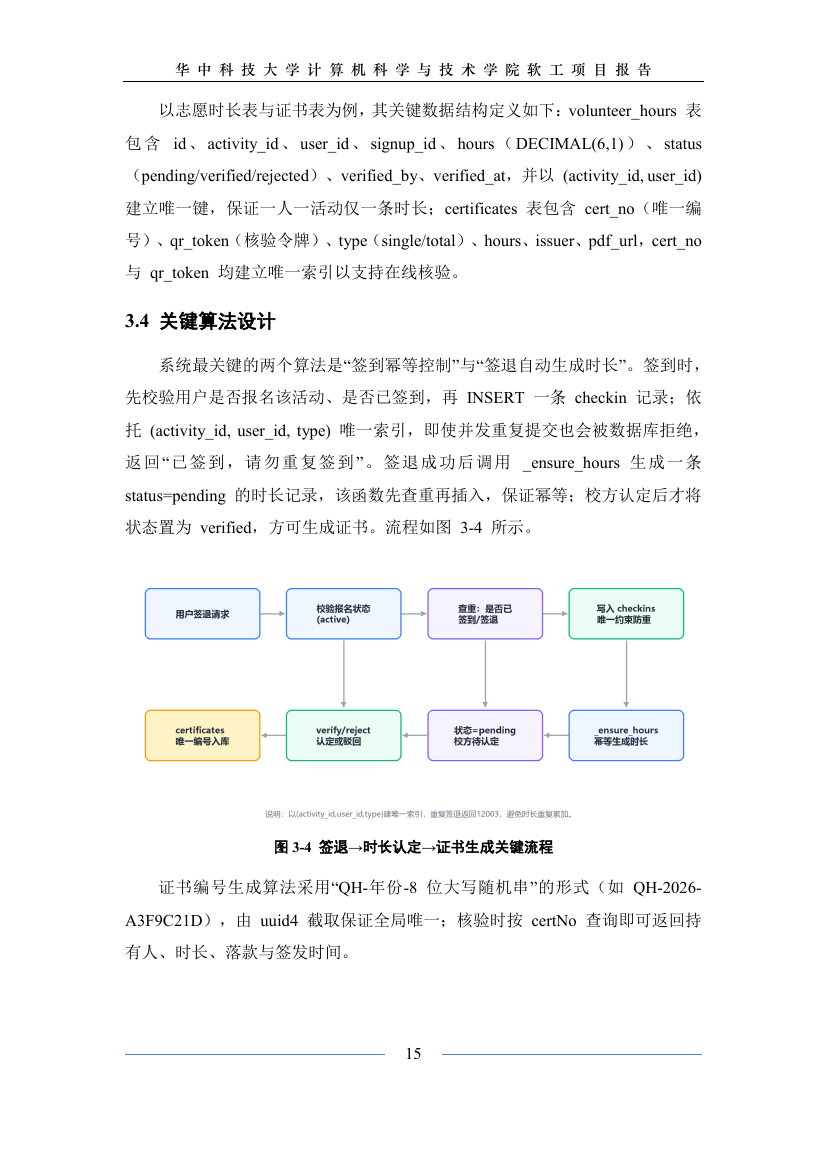 华中科技大学计算机科学与技术学院软工项目报告
以志愿时长表与证书表为例，其关键数据结构定义如下：volunteer_hours 表
包含 id、activity_id、user_id、signup_id、hours（DECIMAL(6,1)）、status
（pending/verified/rejected）、verified_by、verified_at，并以 (activity_id, user_id)
建立唯一键，保证一人一活动仅一条时长；certificates 表包含 cert_no（唯一编
号）、qr_token（核验令牌）、type（single/total）、hours、issuer、pdf_url，cert_no
与 qr_token 均建立唯一索引以支持在线核验。
3.4 关键算法设计
系统最关键的两个算法是“签到幂等控制”与“签退自动生成时长”。签到时，
先校验用户是否报名该活动、是否已签到，再 INSERT 一条 checkin 记录；依
托 (activity_id, user_id, type) 唯一索引，即使并发重复提交也会被数据库拒绝，
返回“已签到，请勿重复签到”。签退成功后调用 _ensure_hours 生成一条
status=pending 的时长记录，该函数先查重再插入，保证幂等；校方认定后才将
状态置为 verified，方可生成证书。流程如图 3-4 所示。
用户签退请求
校验报名状态
(active)
查重：是否已
签到/签退
写入 checkins
唯一约束防重
certificates
唯一编号入库
verify/reject
认定或驳回
状态=pending
校方待认定
_ensure_hours
幂等生成时长
说明：以(activity_id,user_id,type)建唯一索引，重复签退返回12003，避免时长重复累加。
图 3-4 签退→时长认定→证书生成关键流程
证书编号生成算法采用“QH-年份-8 位大写随机串”的形式（如 QH-2026-
A3F9C21D），由 uuid4 截取保证全局唯一；核验时按 certNo 查询即可返回持
有人、时长、落款与签发时间。
15